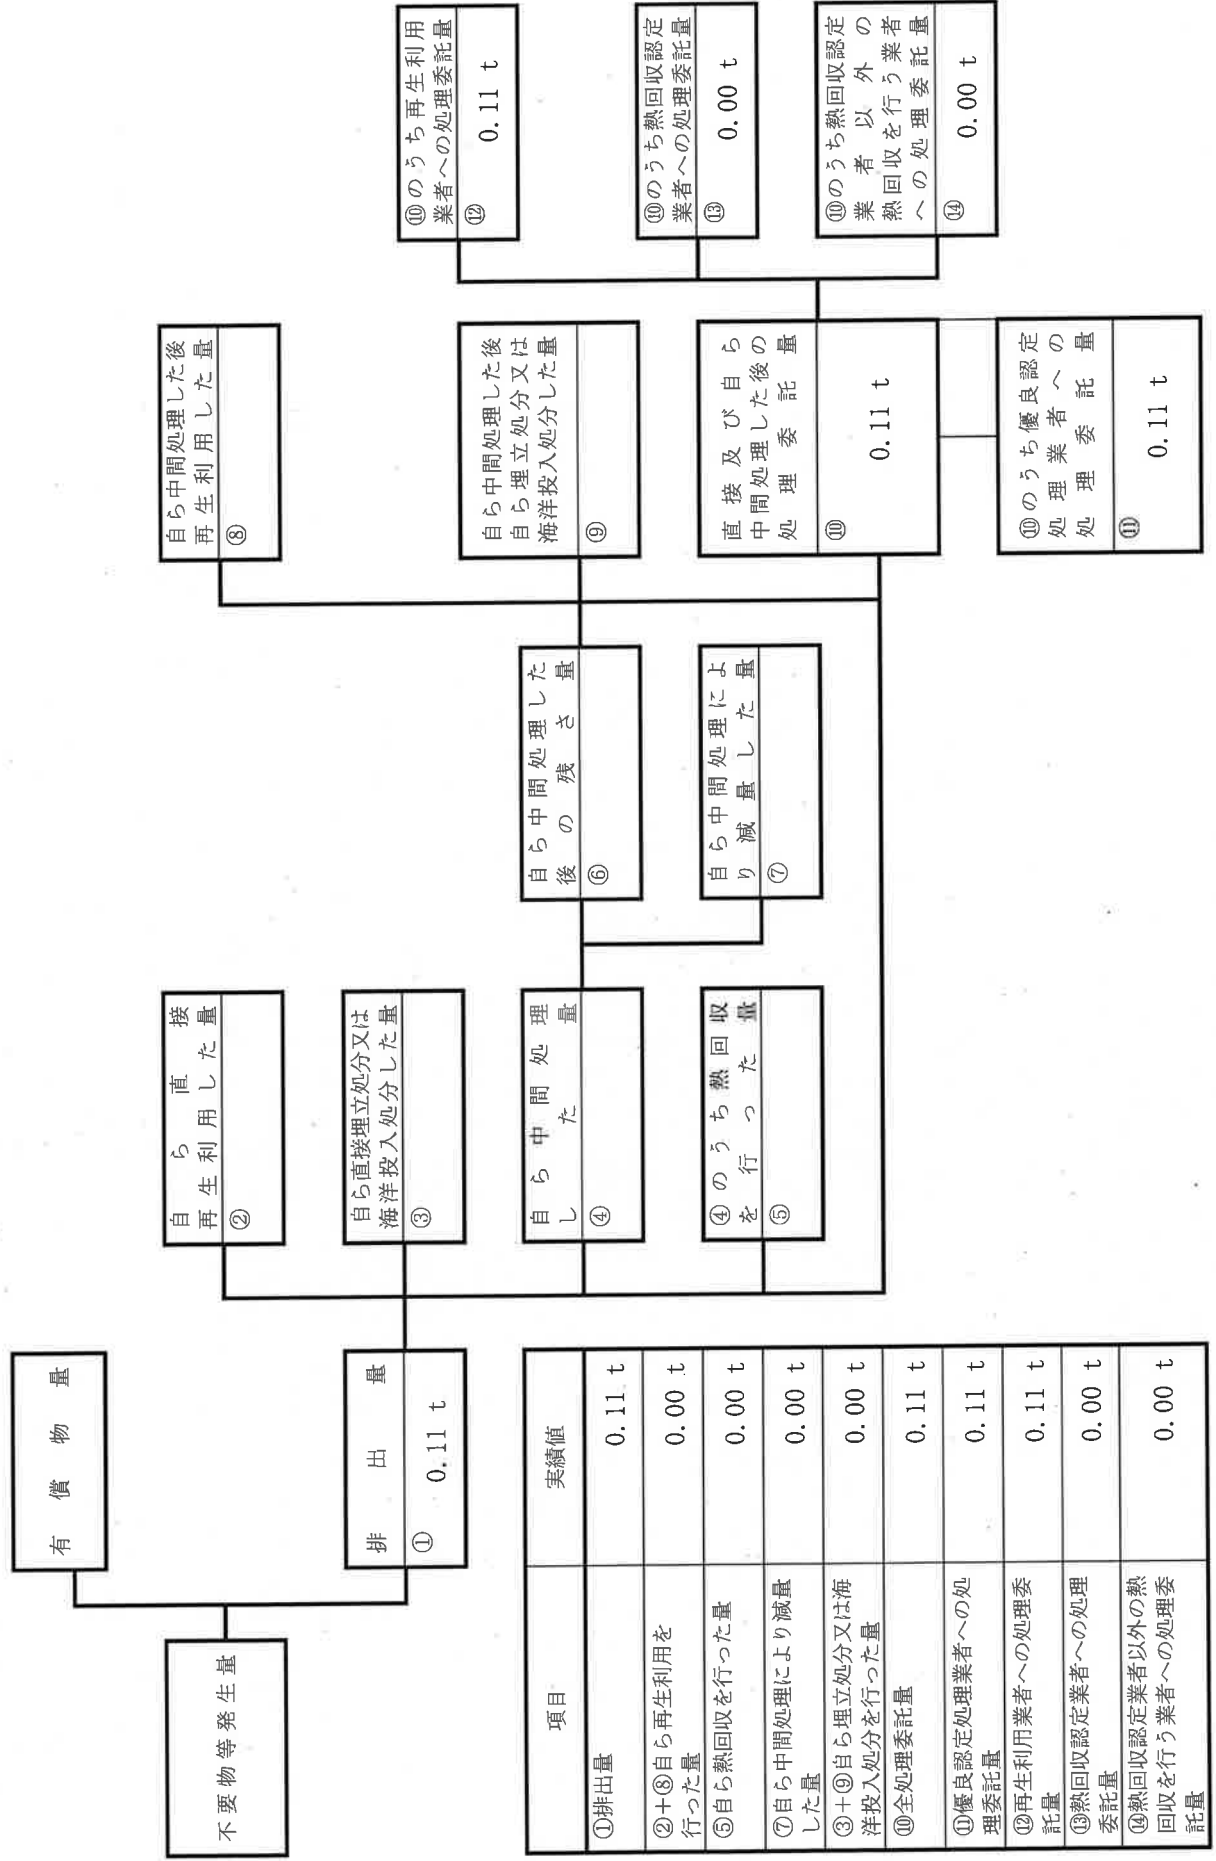 不要物等発生量
有償物量
排出量
① 0.11 t
自ら直接
再生利用した量
②
自ら直接埋立処分又は
海洋投入処分した量
③
自ら中間処理
した量
④
④のうち熱回収
を行った量
⑤
自ら中間処理した
後の残さ量
⑥
自ら中間処理によ
り減量した量
⑦
自ら中間処理した後
再生利用した量
⑧
自ら中間処理した後
自ら埋立処分又は
海洋投入処分した量
⑨
直接及び自ら
中間処理した後の
処理委託量
⑩
0.11 t
⑩のうち優良認定
処理業者への
処理委託量
⑪
0.11 t
⑩のうち再生利用
業者への処理委託量
⑫ 0.11 t
⑩のうち熱回収認定
業者への処理委託量
⑬ 0.00 t
⑩のうち熱回収認定
業者以外の
熱回収を行う業者
への処理委託量
⑭ 0.00 t
項目 実績値
①排出量 0.11 t
②+⑧自ら再生利用を
行った量 0.00 t
⑤自ら熱回収を行った量 0.00 t
⑦自ら中間処理により減量
した量 0.00 t
③+⑨自ら埋立処分又は海
洋投入処分を行った量 0.00 t
⑩全処理委託量 0.11 t
⑪優良認定処理業者への処
理委託量 0.11 t
⑫再生利用業者への処理委
託量 0.11 t
⑬熱回収認定業者への処理
委託量 0.00 t
⑭熱回収認定業者以外の熱
回収を行う業者への処理委
託量 0.00 t